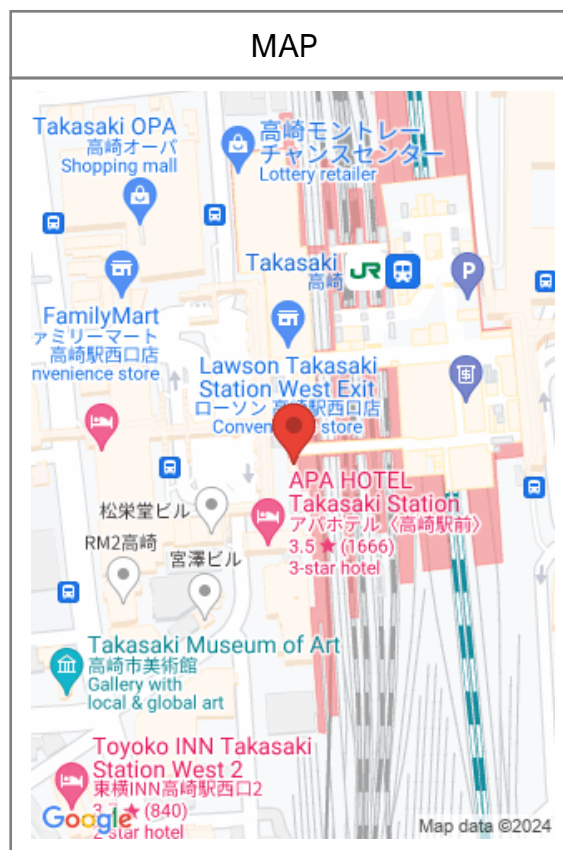 MAP
Takasaki OPA
高崎オーパ
Shopping mall
高崎モントレー
チャンスセンター
Lottery retailer
Takasaki
高崎
JR
P
FamilyMart
ァミリーマート
高崎駅西口店
nvenience store
Lawson Takasaki
Station West Exit
ローソン 高崎駅西口店
store
APA HOTEL
Takasaki Station
アパホテル〈高崎駅前〉
3.5 ★ (1666)
3-star hotel
松栄堂ビル
RM2高崎
宮澤ビル
Takasaki Museum of Art
高崎市美術館
Gallery with
local & global art
Toyoko INN Takasaki
Station West 2
東横INN高崎駅西口2
★ (840)
star hotel
Google
Map data ©2024